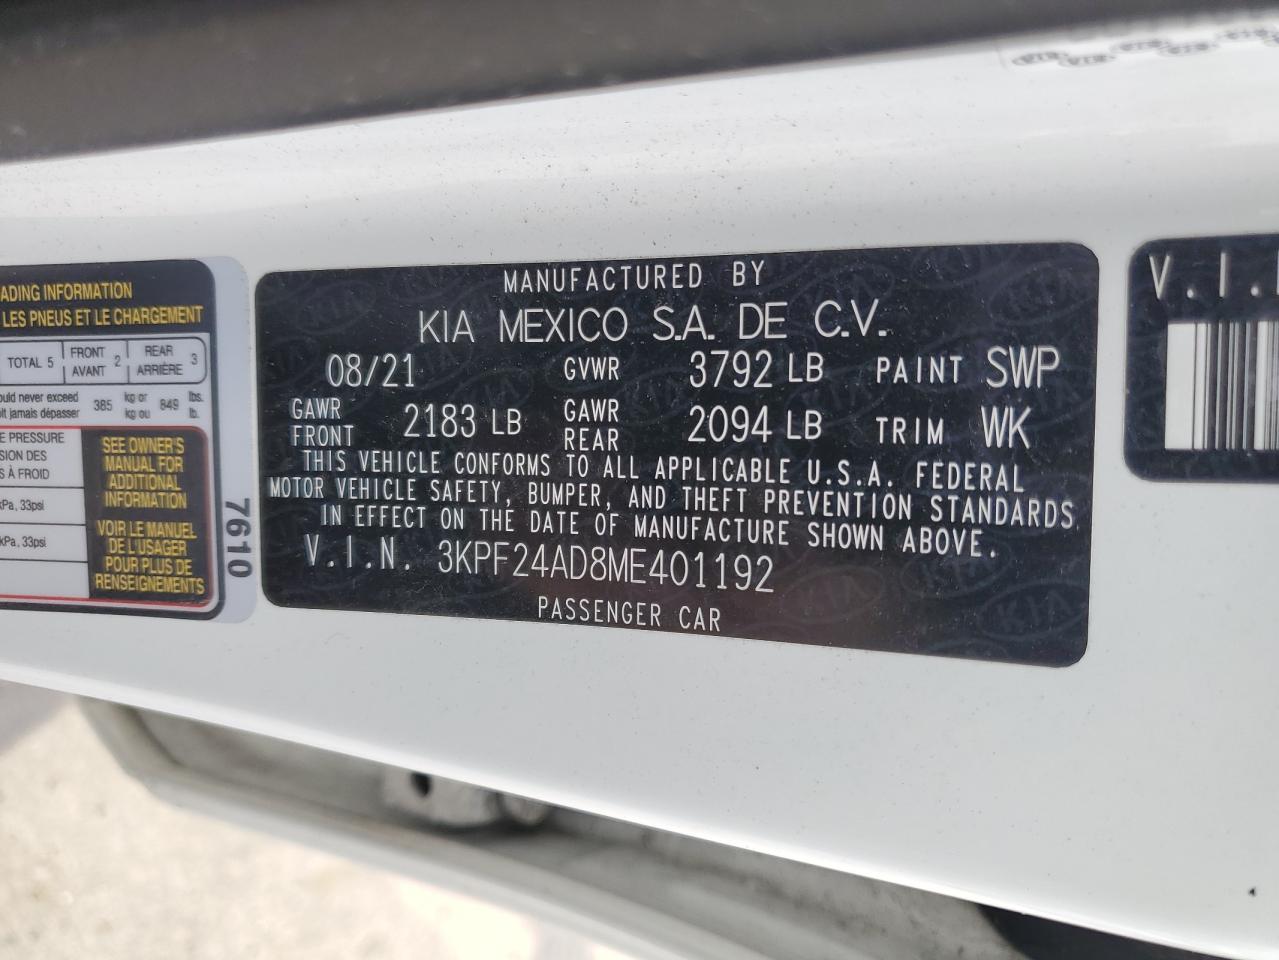 ADING INFORMATION
LES PNEUS ET LE CHARGEMENT
TOTAL 5 FRONT AVANT 2 REAR ARRIÈRE 3
ould never exceed 385 kg or 849 lbs.
jamais dépasser kg ou lb.
E PRESSURE
SION DES
S À FROID
kPa, 33psi
kPa, 33psi
SEE OWNER'S
MANUAL FOR
ADDITIONAL
INFORMATION
VOIR LE MANUEL
DE L'USAGER
POUR PLUS DE
RENSEIGNEMENTS
7610
MANUFACTURED BY
KIA MEXICO S.A. DE C.V.
08/21 GVWR 3792 LB PAINT SWP
GAWR FRONT 2183 LB GAWR REAR 2094 LB TRIM WK
THIS VEHICLE CONFORMS TO ALL APPLICABLE U.S.A. FEDERAL
MOTOR VEHICLE SAFETY, BUMPER, AND THEFT PREVENTION STANDARDS
IN EFFECT ON THE DATE OF MANUFACTURE SHOWN ABOVE.
V.I.N. 3KPF24AD8ME401192
PASSENGER CAR
V.I.